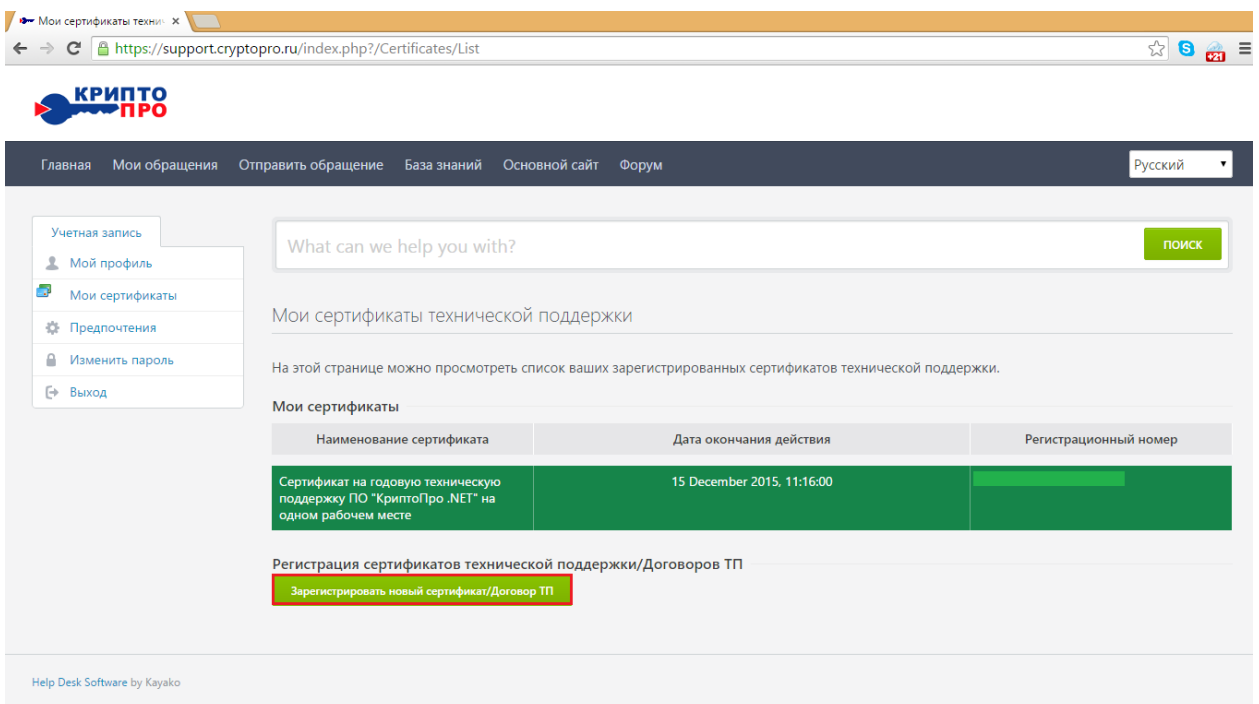 Мои сертификаты техни
https://support.cryptopro.ru/index.php?/Certificates/List
+21
КРИПТО
ПРО
Главная Мои обращения Отправить обращение База знаний Основной сайт Форум Русский
Учетная запись
Мой профиль
Мои сертификаты
Предпочтения
Изменить пароль
Выход
What can we help you with? ПОИСК
Мои сертификаты технической поддержки
На этой странице можно просмотреть список ваших зарегистрированных сертификатов технической поддержки.
Мои сертификаты
Наименование сертификата Дата окончания действия Регистрационный номер
Сертификат на годовую техническую 15 December 2015, 11:16:00
поддержку ПО "КриптоПро .NET" на
одном рабочем месте
Регистрация сертификатов технической поддержки/Договоров ТП
Зарегистрировать новый сертификат/Договор ТП
Help Desk Software by Kayako